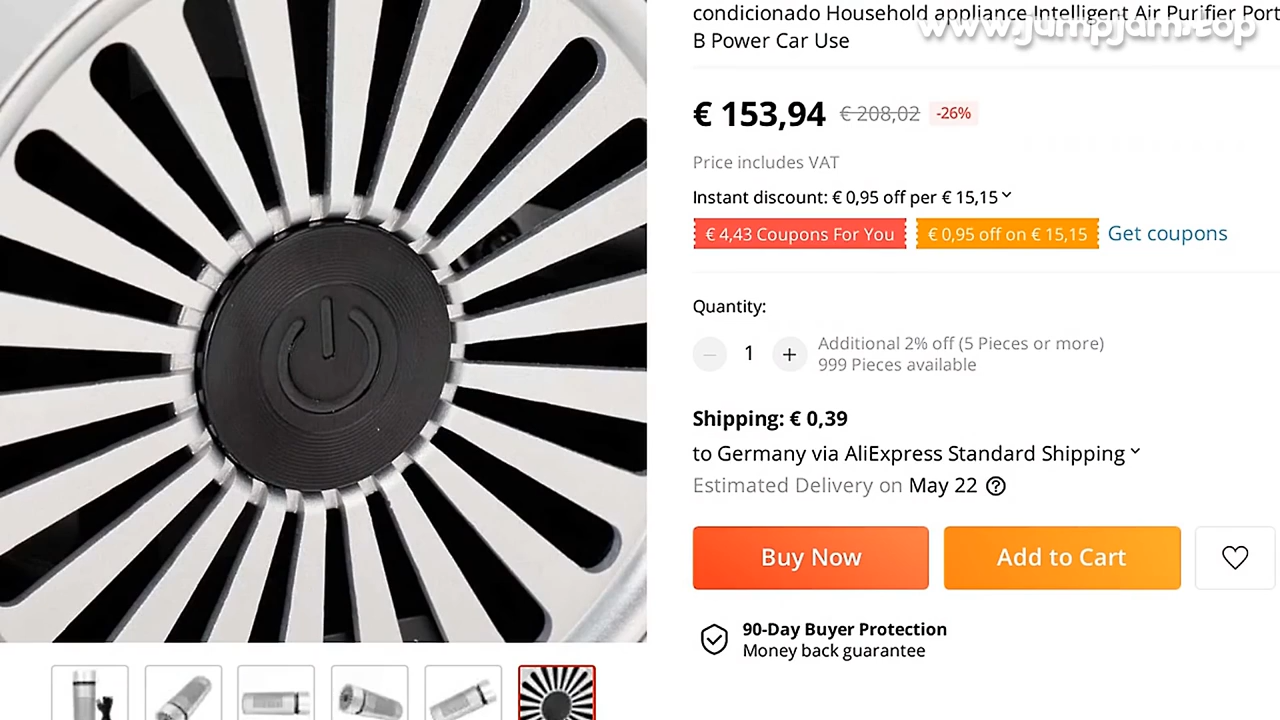 condicionado Household appliance Intelligent Air Purifier Port
www.jumpjam.top
B Power Car Use
€ 153,94 € 208,02 -26%
Price includes VAT
Instant discount: € 0,95 off per € 15,15
€ 4,43 Coupons For You € 0,95 off on € 15,15 Get coupons
Quantity:
1
Additional 2% off (5 Pieces or more)
999 Pieces available
Shipping: € 0,39
to Germany via AliExpress Standard Shipping
Estimated Delivery on May 22
Buy Now Add to Cart
90-Day Buyer Protection
Money back guarantee